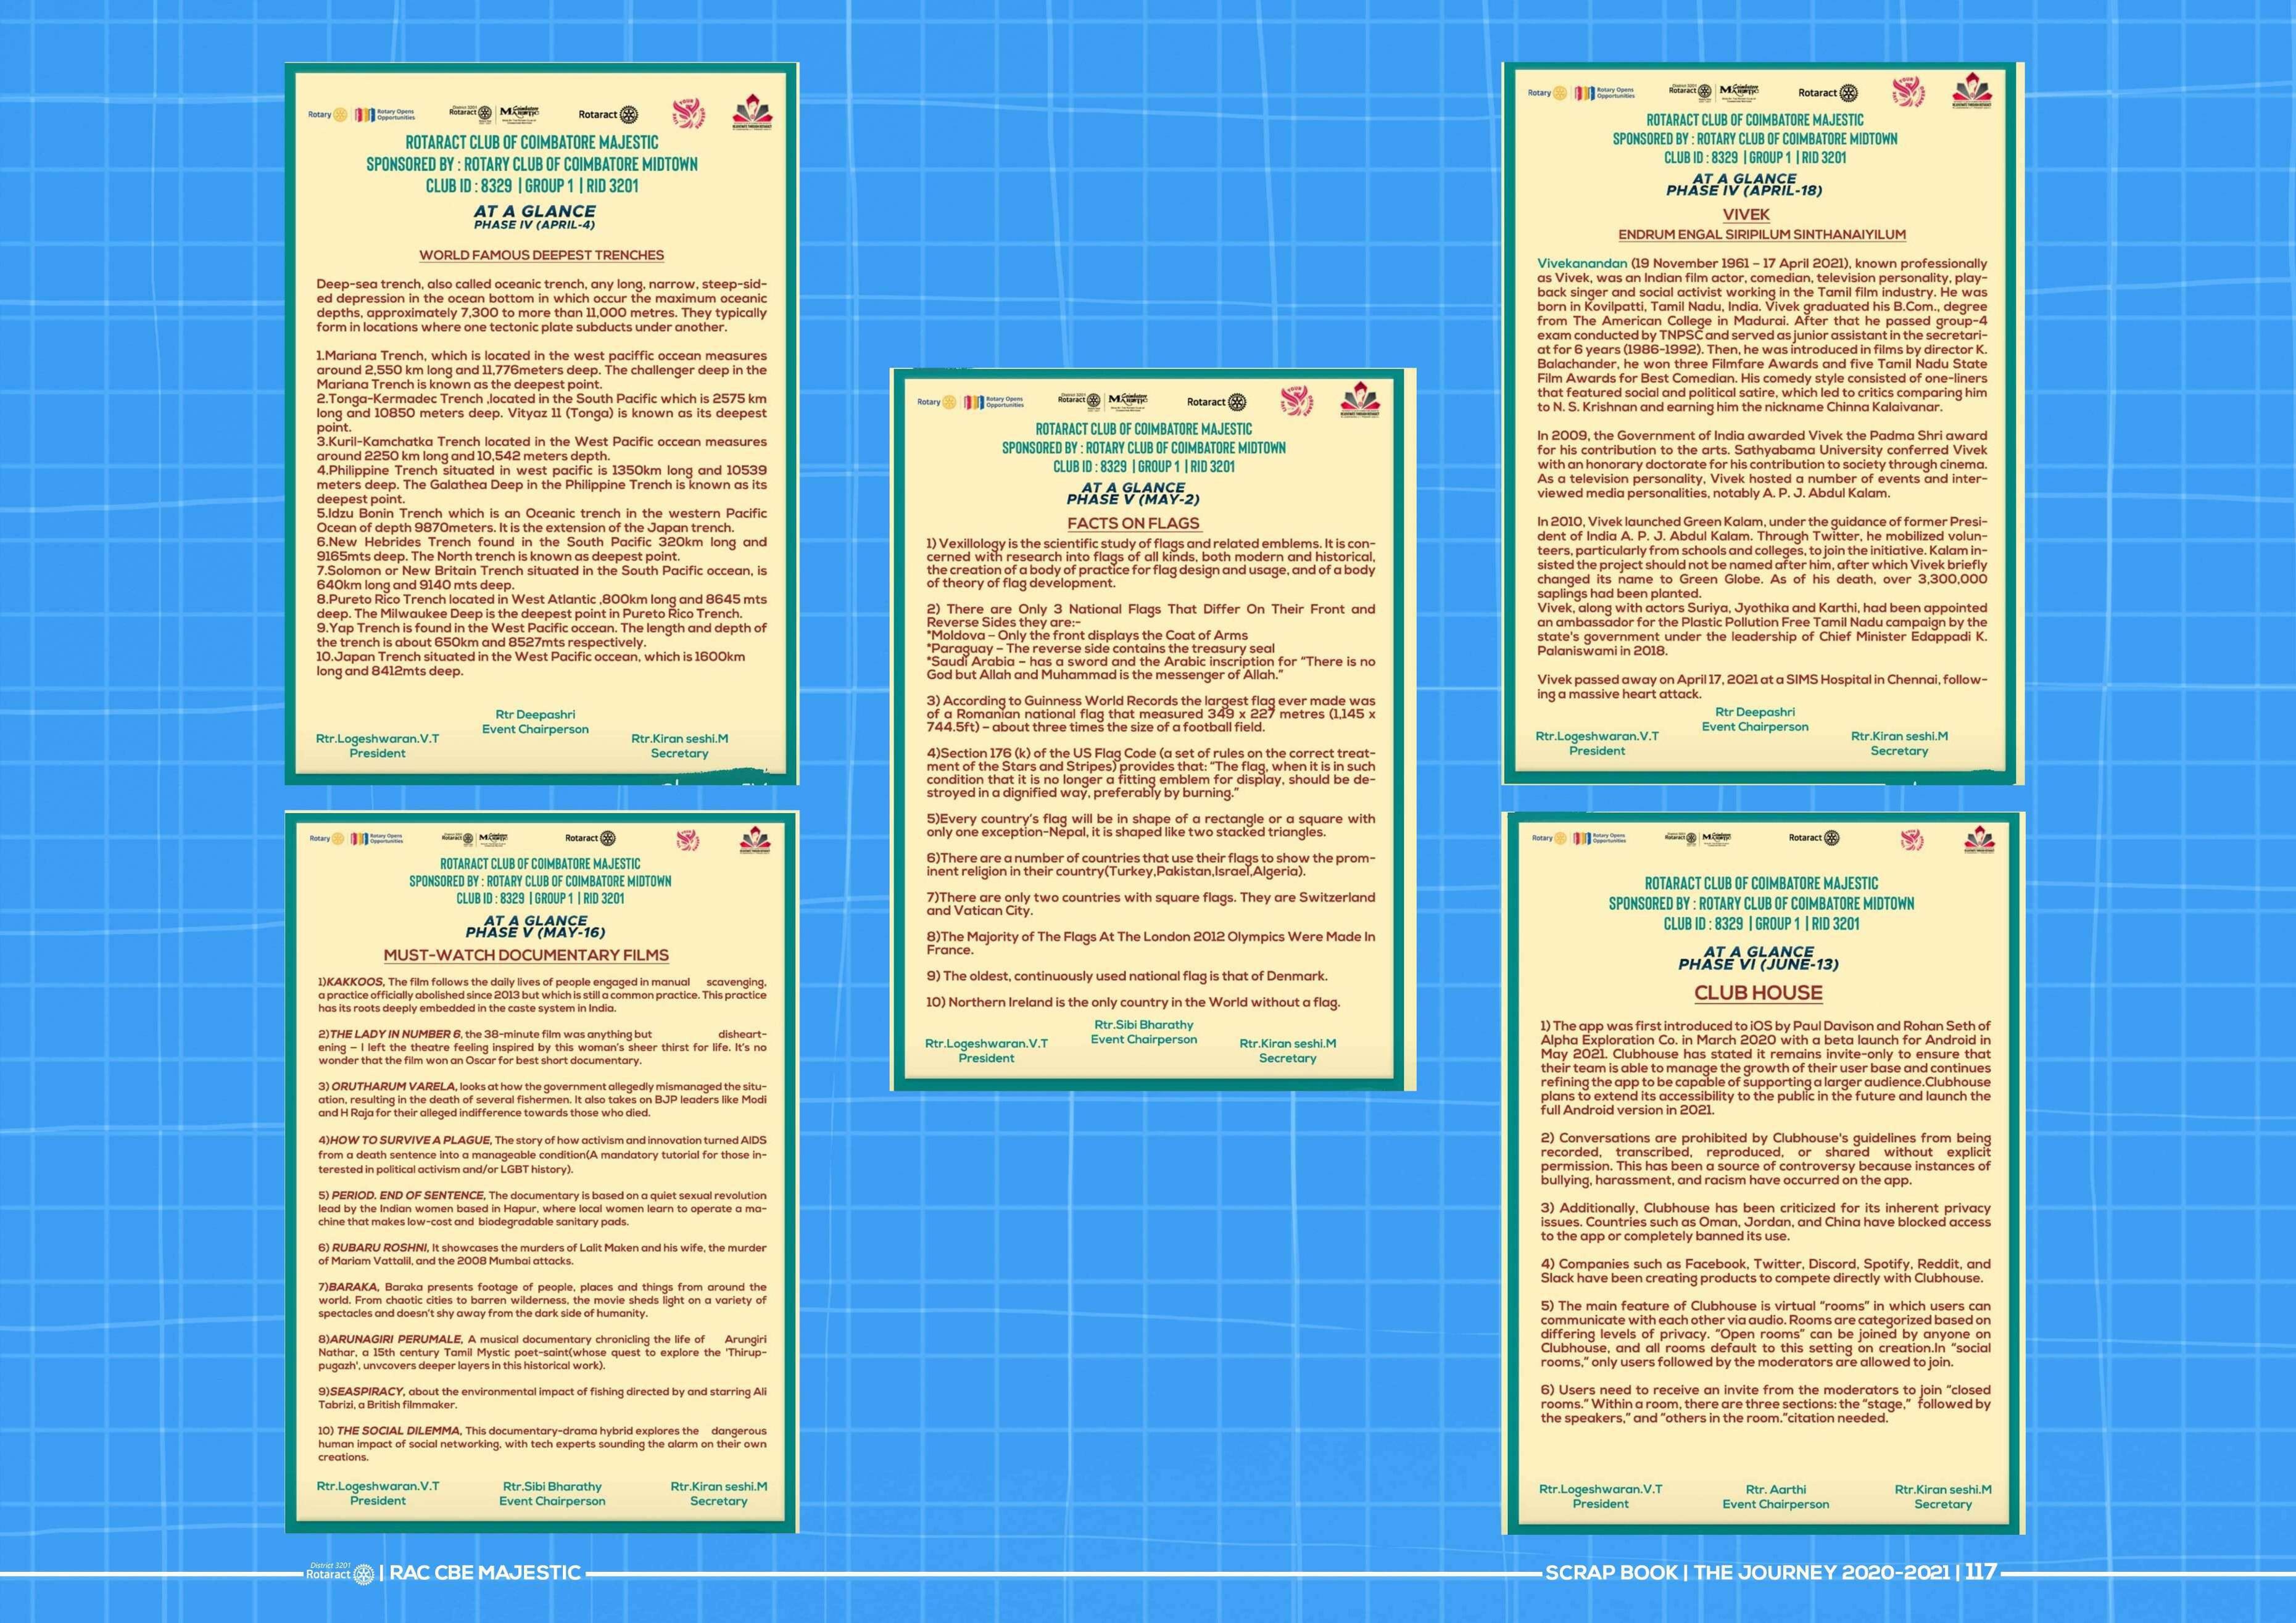 Rotary
Rotary Opens
Opportunities
District 3201
Rotaract
Coimbatore
MAJESTIC
Rotaract
ROTARACT CLUB OF COIMBATORE MAJESTIC
SPONSORED BY : ROTARY CLUB OF COIMBATORE MIDTOWN
CLUB ID : 8329 | GROUP 1 | RID 3201
AT A GLANCE
PHASE IV (APRIL-4)
WORLD FAMOUS DEEPEST TRENCHES
Deep-sea trench, also called oceanic trench, any long, narrow, steep-sid-
ed depression in the ocean bottom in which occur the maximum oceanic
depths, approximately 7,300 to more than 11,000 metres. They typically
form in locations where one tectonic plate subducts under another.
1.Mariana Trench, which is located in the west paciffic occean measures
around 2,550 km long and 11,776meters deep. The challenger deep in the
Mariana Trench is known as the deepest point.
2.Tonga-Kermadec Trench ,located in the South Pacific which is 2575 km
long and 10850 meters deep. Vityaz 11 (Tonga) is known as its deepest
point.
3.Kuril-Kamchatka Trench located in the West Pacific occean measures
around 2250 km long and 10,542 meters depth.
4.Philippine Trench situated in west pacific is 1350km long and 10539
meters deep. The Galathea Deep in the Philippine Trench is known as its
deepest point.
5.Idzu Bonin Trench which is an Oceanic trench in the western Pacific
Ocean of depth 9870meters. It is the extension of the Japan trench.
6.New Hebrides Trench found in the South Pacific 320km long and
9165mts deep. The North trench is known as deepest point.
7.Solomon or New Britain Trench situated in the South Pacific occean, is
640km long and 9140 mts deep.
8.Pureto Rico Trench located in West Atlantic ,800km long and 8645 mts
deep. The Milwaukee Deep is the deepest point in Pureto Rico Trench.
9.Yap Trench is found in the West Pacific occean. The length and depth of
the trench is about 650km and 8527mts respectively.
10.Japan Trench situated in the West Pacific occean, which is 1600km
long and 8412mts deep.
Rtr Deepashri
Event Chairperson
Rtr.Logeshwaran.V.T
President
Rtr.Kiran seshi.M
Secretary
Rotary
Rotary Opens
Opportunities
Rotaract
MAJESTIC
Rotaract
ROTARACT CLUB OF COIMBATORE MAJESTIC
SPONSORED BY : ROTARY CLUB OF COIMBATORE MIDTOWN
CLUB ID : 8329 | GROUP 1 | RID 3201
AT A GLANCE
PHASE V (MAY-16)
MUST-WATCH DOCUMENTARY FILMS
1)KAKKOOS, The film follows the daily lives of people engaged in manual scavenging,
a practice officially abolished since 2013 but which is still a common practice. This practice
has its roots deeply embedded in the caste system in India.
2)THE LADY IN NUMBER 6, the 38-minute film was anything but disheart-
ening – I left the theatre feeling inspired by this woman's sheer thirst for life. It's no
wonder that the film won an Oscar for best short documentary.
3) ORUTHARUM VARELA, looks at how the government allegedly mismanaged the situ-
ation, resulting in the death of several fishermen. It also takes on BJP leaders like Modi
and H Raja for their alleged indifference towards those who died.
4)HOW TO SURVIVE A PLAGUE, The story of how activism and innovation turned AIDS
from a death sentence into a manageable condition(A mandatory tutorial for those in-
terested in political activism and/or LGBT history).
5) PERIOD. END OF SENTENCE, The documentary is based on a quiet sexual revolution
lead by the Indian women based in Hapur, where local women learn to operate a ma-
chine that makes low-cost and biodegradable sanitary pads.
6) RUBARU ROSHNI, It showcases the murders of Lalit Maken and his wife, the murder
of Mariam Vattalil, and the 2008 Mumbai attacks.
7)BARAKA, Baraka presents footage of people, places and things from around the
world. From chaotic cities to barren wilderness, the movie sheds light on a variety of
spectacles and doesn't shy away from the dark side of humanity.
8)ARUNAGIRI PERUMALE, A musical documentary chronicling the life of Arungiri
Nathar, a 15th century Tamil Mystic poet-saint(whose quest to explore the 'Thirup-
pugazh', unvcovers deeper layers in this historical work).
9)SEASPIRACY, about the environmental impact of fishing directed by and starring Ali
Tabrizi, a British filmmaker.
10) THE SOCIAL DILEMMA, This documentary-drama hybrid explores the dangerous
human impact of social networking, with tech experts sounding the alarm on their own
creations.
Rtr.Logeshwaran.V.T
President
Rtr.Sibi Bharathy
Event Chairperson
Rtr.Kiran seshi.M
Secretary
Rotary
Rotary Opens
Opportunities
Rotaract
MAJESTIC
Rotaract
ROTARACT CLUB OF COIMBATORE MAJESTIC
SPONSORED BY : ROTARY CLUB OF COIMBATORE MIDTOWN
CLUB ID : 8329 | GROUP 1 | RID 3201
AT A GLANCE
PHASE V (MAY-2)
FACTS ON FLAGS
1) Vexillology is the scientific study of flags and related emblems. It is con-
cerned with research into flags of all kinds, both modern and historical,
the creation of a body of practice for flag design and usage, and of a body
of theory of flag development.
2) There are Only 3 National Flags That Differ On Their Front and
Reverse Sides they are:-
*Moldova – Only the front displays the Coat of Arms
*Paraguay – The reverse side contains the treasury seal
*Saudi Arabia – has a sword and the Arabic inscription for "There is no
God but Allah and Muhammad is the messenger of Allah."
3) According to Guinness World Records the largest flag ever made was
of a Romanian national flag that measured 349 x 227 metres (1,145 x
744.5ft) – about three times the size of a football field.
4)Section 176 (k) of the US Flag Code (a set of rules on the correct treat-
ment of the Stars and Stripes) provides that: "The flag, when it is in such
condition that it is no longer a fitting emblem for display, should be de-
stroyed in a dignified way, preferably by burning."
5)Every country's flag will be in shape of a rectangle or a square with
only one exception-Nepal, it is shaped like two stacked triangles.
6)There are a number of countries that use their flags to show the prom-
inent religion in their country(Turkey,Pakistan,Israel,Algeria).
7)There are only two countries with square flags. They are Switzerland
and Vatican City.
8)The Majority of The Flags At The London 2012 Olympics Were Made In
France.
9) The oldest, continuously used national flag is that of Denmark.
10) Northern Ireland is the only country in the World without a flag.
Rtr.Sibi Bharathy
Event Chairperson
Rtr.Logeshwaran.V.T
President
Rtr.Kiran seshi.M
Secretary
Rotary
Rotary Opens
Opportunities
Rotaract
MAJESTIC
Rotaract
ROTARACT CLUB OF COIMBATORE MAJESTIC
SPONSORED BY : ROTARY CLUB OF COIMBATORE MIDTOWN
CLUB ID : 8329 | GROUP 1 | RID 3201
AT A GLANCE
PHASE IV (APRIL-18)
VIVEK
ENDRUM ENGAL SIRIPILUM SINTHANAIYILUM
Vivekanandan (19 November 1961 – 17 April 2021), known professionally
as Vivek, was an Indian film actor, comedian, television personality, play-
back singer and social activist working in the Tamil film industry. He was
born in Kovilpatti, Tamil Nadu, India. Vivek graduated his B.Com., degree
from The American College in Madurai. After that he passed group-4
exam conducted by TNPSC and served as junior assistant in the secretari-
at for 6 years (1986-1992). Then, he was introduced in films by director K.
Balachander, he won three Filmfare Awards and five Tamil Nadu State
Film Awards for Best Comedian. His comedy style consisted of one-liners
that featured social and political satire, which led to critics comparing him
to N. S. Krishnan and earning him the nickname Chinna Kalaivanar.
In 2009, the Government of India awarded Vivek the Padma Shri award
for his contribution to the arts. Sathyabama University conferred Vivek
with an honorary doctorate for his contribution to society through cinema.
As a television personality, Vivek hosted a number of events and inter-
viewed media personalities, notably A. P. J. Abdul Kalam.
In 2010, Vivek launched Green Kalam, under the guidance of former Presi-
dent of India A. P. J. Abdul Kalam. Through Twitter, he mobilized volun-
teers, particularly from schools and colleges, to join the initiative. Kalam in-
sisted the project should not be named after him, after which Vivek briefly
changed its name to Green Globe. As of his death, over 3,300,000
saplings had been planted.
Vivek, along with actors Suriya, Jyothika and Karthi, had been appointed
an ambassador for the Plastic Pollution Free Tamil Nadu campaign by the
state's government under the leadership of Chief Minister Edappadi K.
Palaniswami in 2018.
Vivek passed away on April 17, 2021 at a SIMS Hospital in Chennai, follow-
ing a massive heart attack.
Rtr Deepashri
Event Chairperson
Rtr.Logeshwaran.V.T
President
Rtr.Kiran seshi.M
Secretary
Rotary
Rotary Opens
Opportunities
Rotaract
MAJESTIC
Rotaract
ROTARACT CLUB OF COIMBATORE MAJESTIC
SPONSORED BY : ROTARY CLUB OF COIMBATORE MIDTOWN
CLUB ID : 8329 | GROUP 1 | RID 3201
AT A GLANCE
PHASE VI (JUNE-13)
CLUB HOUSE
1) The app was first introduced to iOS by Paul Davison and Rohan Seth of
Alpha Exploration Co. in March 2020 with a beta launch for Android in
May 2021. Clubhouse has stated it remains invite-only to ensure that
their team is able to manage the growth of their user base and continues
refining the app to be capable of supporting a larger audience.Clubhouse
plans to extend its accessibility to the public in the future and launch the
full Android version in 2021.
2) Conversations are prohibited by Clubhouse's guidelines from being
recorded, transcribed, reproduced, or shared without explicit
permission. This has been a source of controversy because instances of
bullying, harassment, and racism have occurred on the app.
3) Additionally, Clubhouse has been criticized for its inherent privacy
issues. Countries such as Oman, Jordan, and China have blocked access
to the app or completely banned its use.
4) Companies such as Facebook, Twitter, Discord, Spotify, Reddit, and
Slack have been creating products to compete directly with Clubhouse.
5) The main feature of Clubhouse is virtual "rooms" in which users can
communicate with each other via audio. Rooms are categorized based on
differing levels of privacy. "Open rooms" can be joined by anyone on
Clubhouse, and all rooms default to this setting on creation.In "social
rooms," only users followed by the moderators are allowed to join.
6) Users need to receive an invite from the moderators to join "closed
rooms." Within a room, there are three sections: the "stage," followed by
the speakers," and "others in the room."citation needed.
Rtr.Logeshwaran.V.T
President
Rtr. Aarthi
Event Chairperson
Rtr.Kiran seshi.M
Secretary
District 3201
Rotaract | RAC CBE MAJESTIC
SCRAP BOOK | THE JOURNEY 2020-2021 | 117